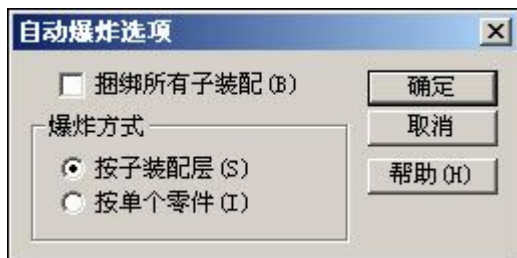 自动爆炸选项
捆绑所有子装配(B)
确定
爆炸方式
取消
按子装配层(S)
帮助(H)
按单个零件(I)